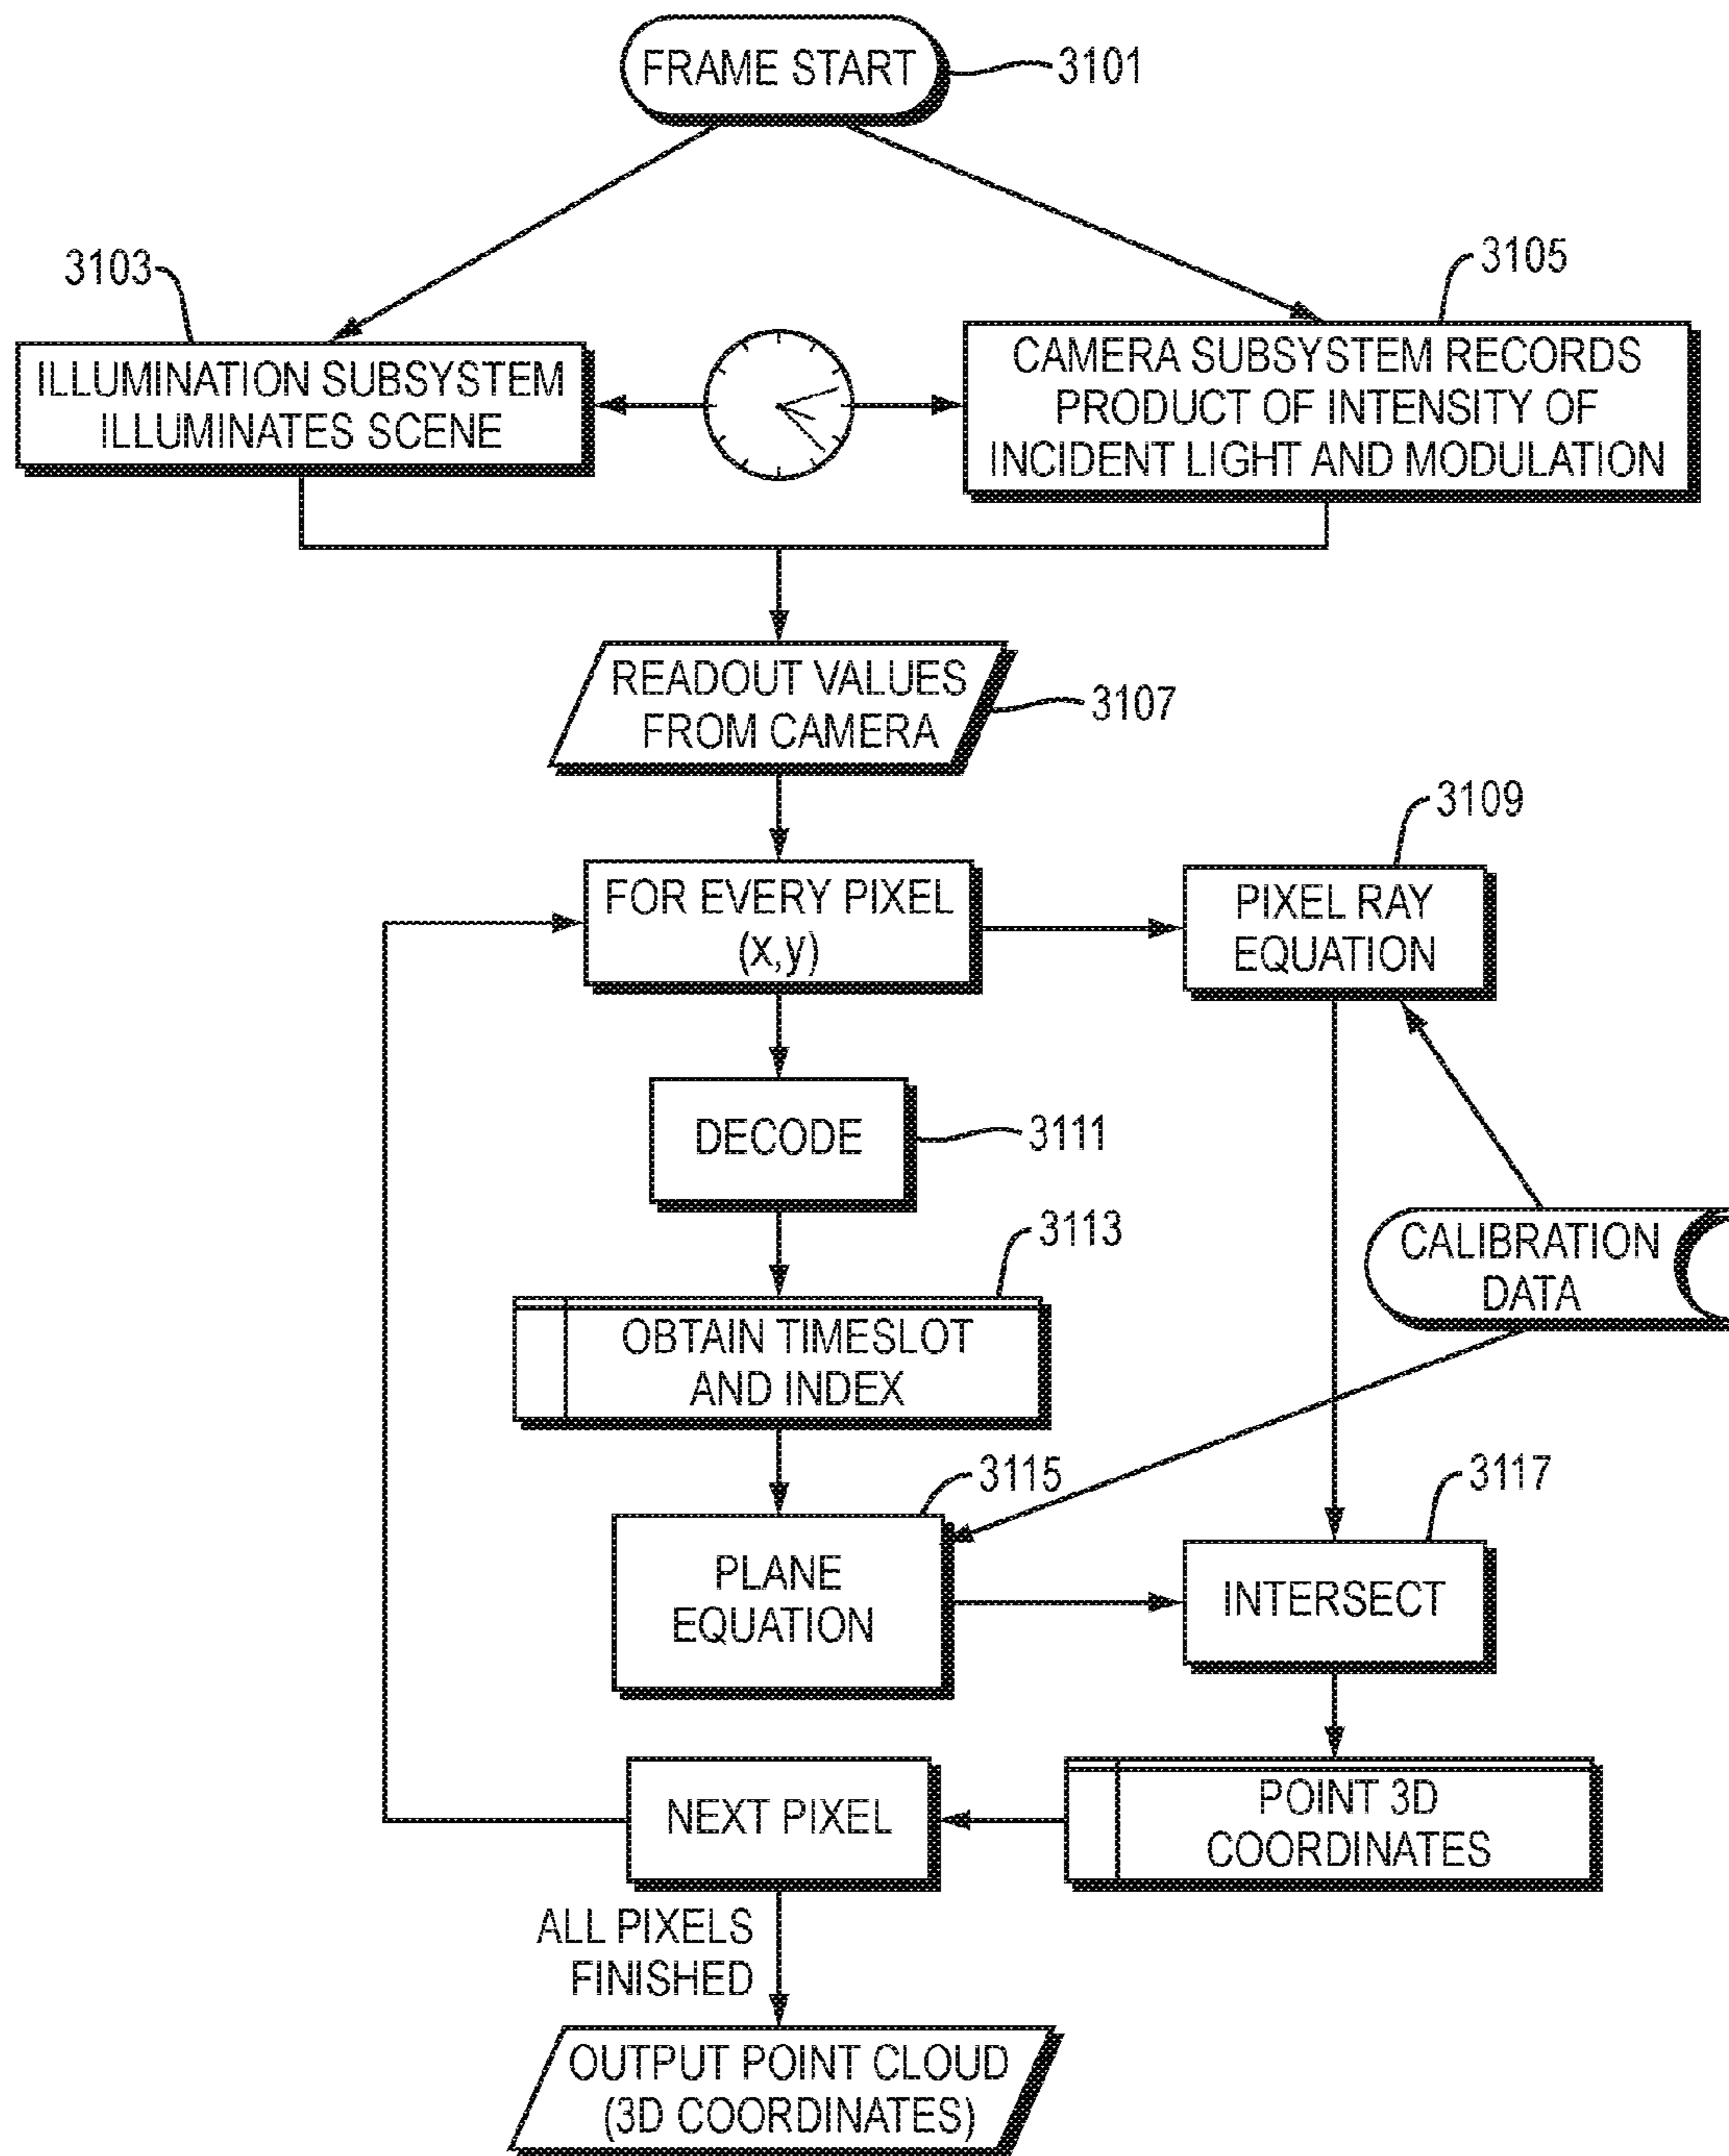 FRAME START
3101
3103
3105
ILLUMINATION SUBSYSTEM
ILLUMINATES SCENE
CAMERA SUBSYSTEM RECORDS
PRODUCT OF INTENSITY OF
INCIDENT LIGHT AND MODULATION
READOUT VALUES
FROM CAMERA
3107
3109
FOR EVERY PIXEL
(x,y)
PIXEL RAY
EQUATION
DECODE
3111
3113
CALIBRATION
DATA
OBTAIN TIMESLOT
AND INDEX
3115
3117
PLANE
EQUATION
INTERSECT
NEXT PIXEL
POINT 3D
COORDINATES
ALL PIXELS
FINISHED
OUTPUT POINT CLOUD
(3D COORDINATES)